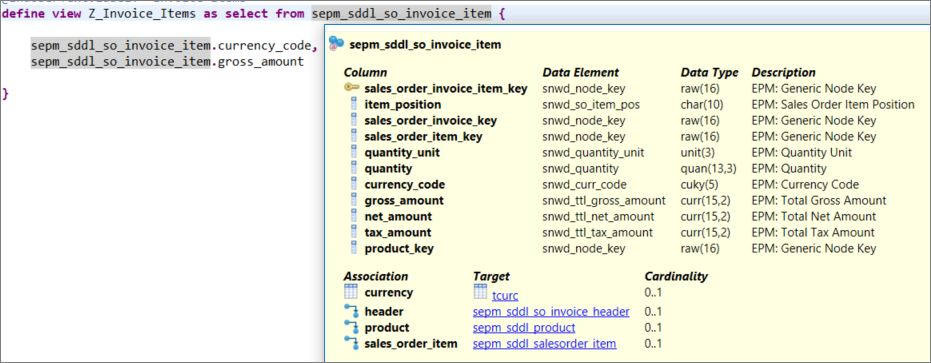 define view Z_Invoice_Items as select from sepm_sddl_so_invoice_item {
sepm_sddl_so_invoice_item.currency_code,
sepm_sddl_so_invoice_item.gross_amount
}
sepm_sddl_so_invoice_item
Column Data Element Data Type Description
sales_order_invoice_item_key snwd_node_key raw(16) EPM: Generic Node Key
item_position snwd_so_item_pos char(10) EPM: Sales Order Item Position
sales_order_invoice_key snwd_node_key raw(16) EPM: Generic Node Key
sales_order_item_key snwd_node_key raw(16) EPM: Generic Node Key
quantity_unit snwd_quantity_unit unit(3) EPM: Quantity Unit
quantity snwd_quantity quan(13,3) EPM: Quantity
currency_code snwd_curr_code cuky(5) EPM: Currency Code
gross_amount snwd_ttl_gross_amount curr(15,2) EPM: Total Gross Amount
net_amount snwd_ttl_net_amount curr(15,2) EPM: Total Net Amount
tax_amount snwd_ttl_tax_amount curr(15,2) EPM: Total Tax Amount
product_key snwd_node_key raw(16) EPM: Generic Node Key
Association Target Cardinality
currency tcurc 0..1
header sepm_sddl_so_invoice_header 0..1
product sepm_sddl_product 0..1
sales_order_item sepm_sddl_salesorder_item 0..1